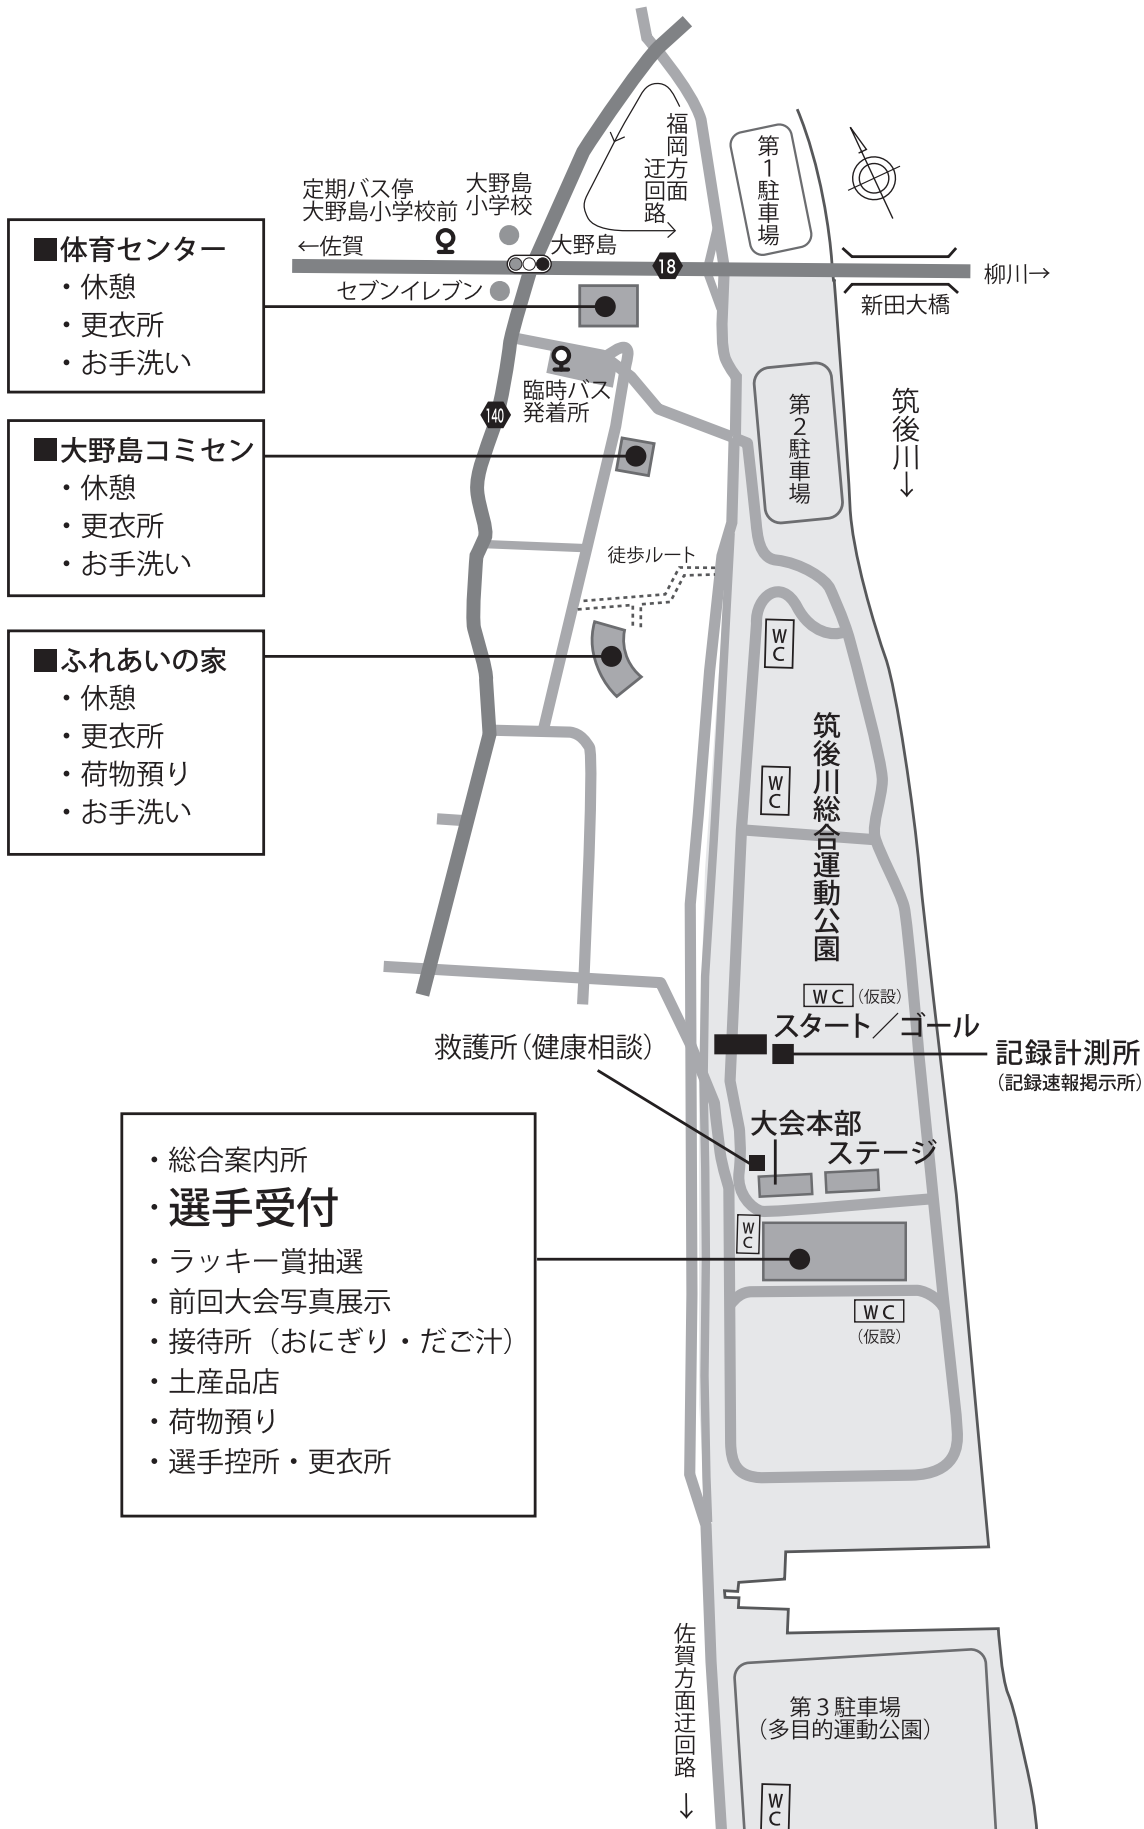 福岡方面
迂回路
第1駐車場
定期バス停
大野島小学校前
大野島
小学校
←佐賀
大野島
18
柳川→
セブンイレブン
新田大橋
■体育センター
・休憩
・更衣所
・お手洗い
臨時バス
発着所
140
第2駐車場
筑後川↓
■大野島コミセン
・休憩
・更衣所
・お手洗い
徒歩ルート
■ふれあいの家
・休憩
・更衣所
・荷物預り
・お手洗い
WC
WC
筑後川総合運動公園
WC (仮設)
スタート／ゴール
救護所(健康相談)
記録計測所
(記録速報掲示所)
大会本部
ステージ
・総合案内所
・選手受付
・ラッキー賞抽選
・前回大会写真展示
・接待所（おにぎり・だご汁）
・土産品店
・荷物預り
・選手控所・更衣所
WC
WC
(仮設)
佐賀方面迂回路↓
第3駐車場
(多目的運動公園)
WC